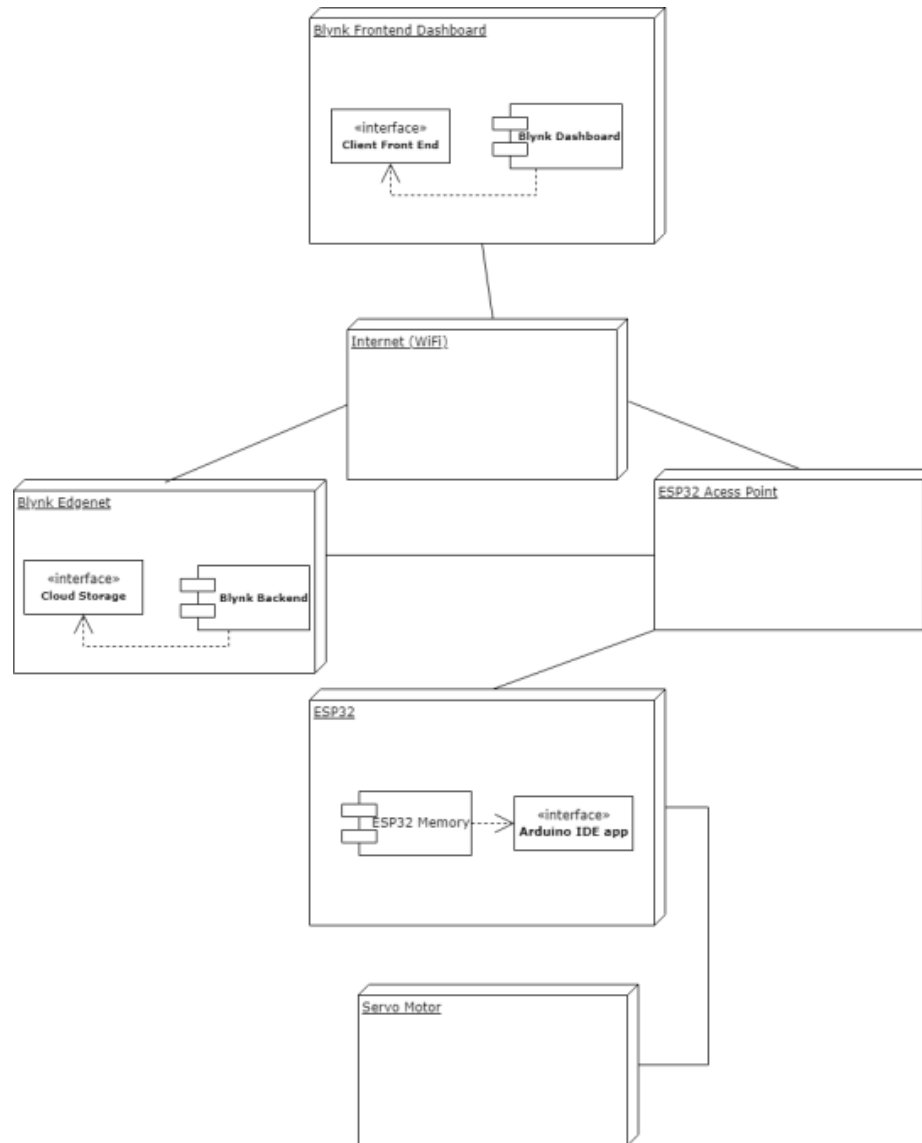 Blynk Frontend Dashboard
«interface»
Client Front End
Blynk Dashboard
Internet (WiFi)
Blynk Edgenet
«interface»
Cloud Storage
Blynk Backend
ESP32 Acess Point
ESP32
ESP32 Memory
«interface»
Arduino IDE app
Servo Motor